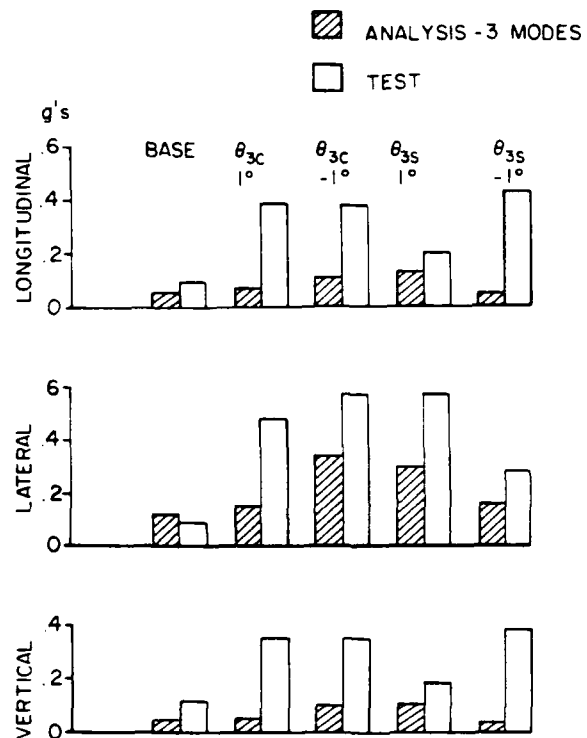 ANALYSIS - 3 MODES
TEST
g's
BASE θ3C θ3C θ3S θ3S
1° -1° 1° -1°
LONGITUDINAL
.6
.4
.2
0
LATERAL
6
.4
.2
0
VERTICAL
.4
.2
.0